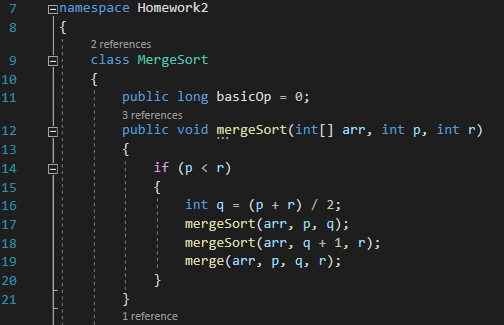 7 namespace Homework2
8 {
2 references
9 class MergeSort
10 {
11 public long basicOp = 0;
3 references
12 public void mergeSort(int[] arr, int p, int r)
13 {
14 if (p < r)
15 {
16 int q = (p + r) / 2;
17 mergeSort(arr, p, q);
18 mergeSort(arr, q + 1, r);
19 merge(arr, p, q, r);
20 }
21 }
1 reference